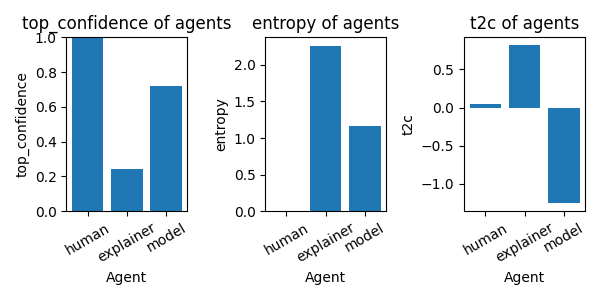 top_confidence of agents
top_confidence
1.0
0.8
0.6
0.4
0.2
0.0
human
explainer
model
Agent
entropy of agents
entropy
2.0
1.5
1.0
0.5
0.0
human
explainer
model
Agent
t2c of agents
t2c
0.5
0.0
−0.5
−1.0
human
explainer
model
Agent